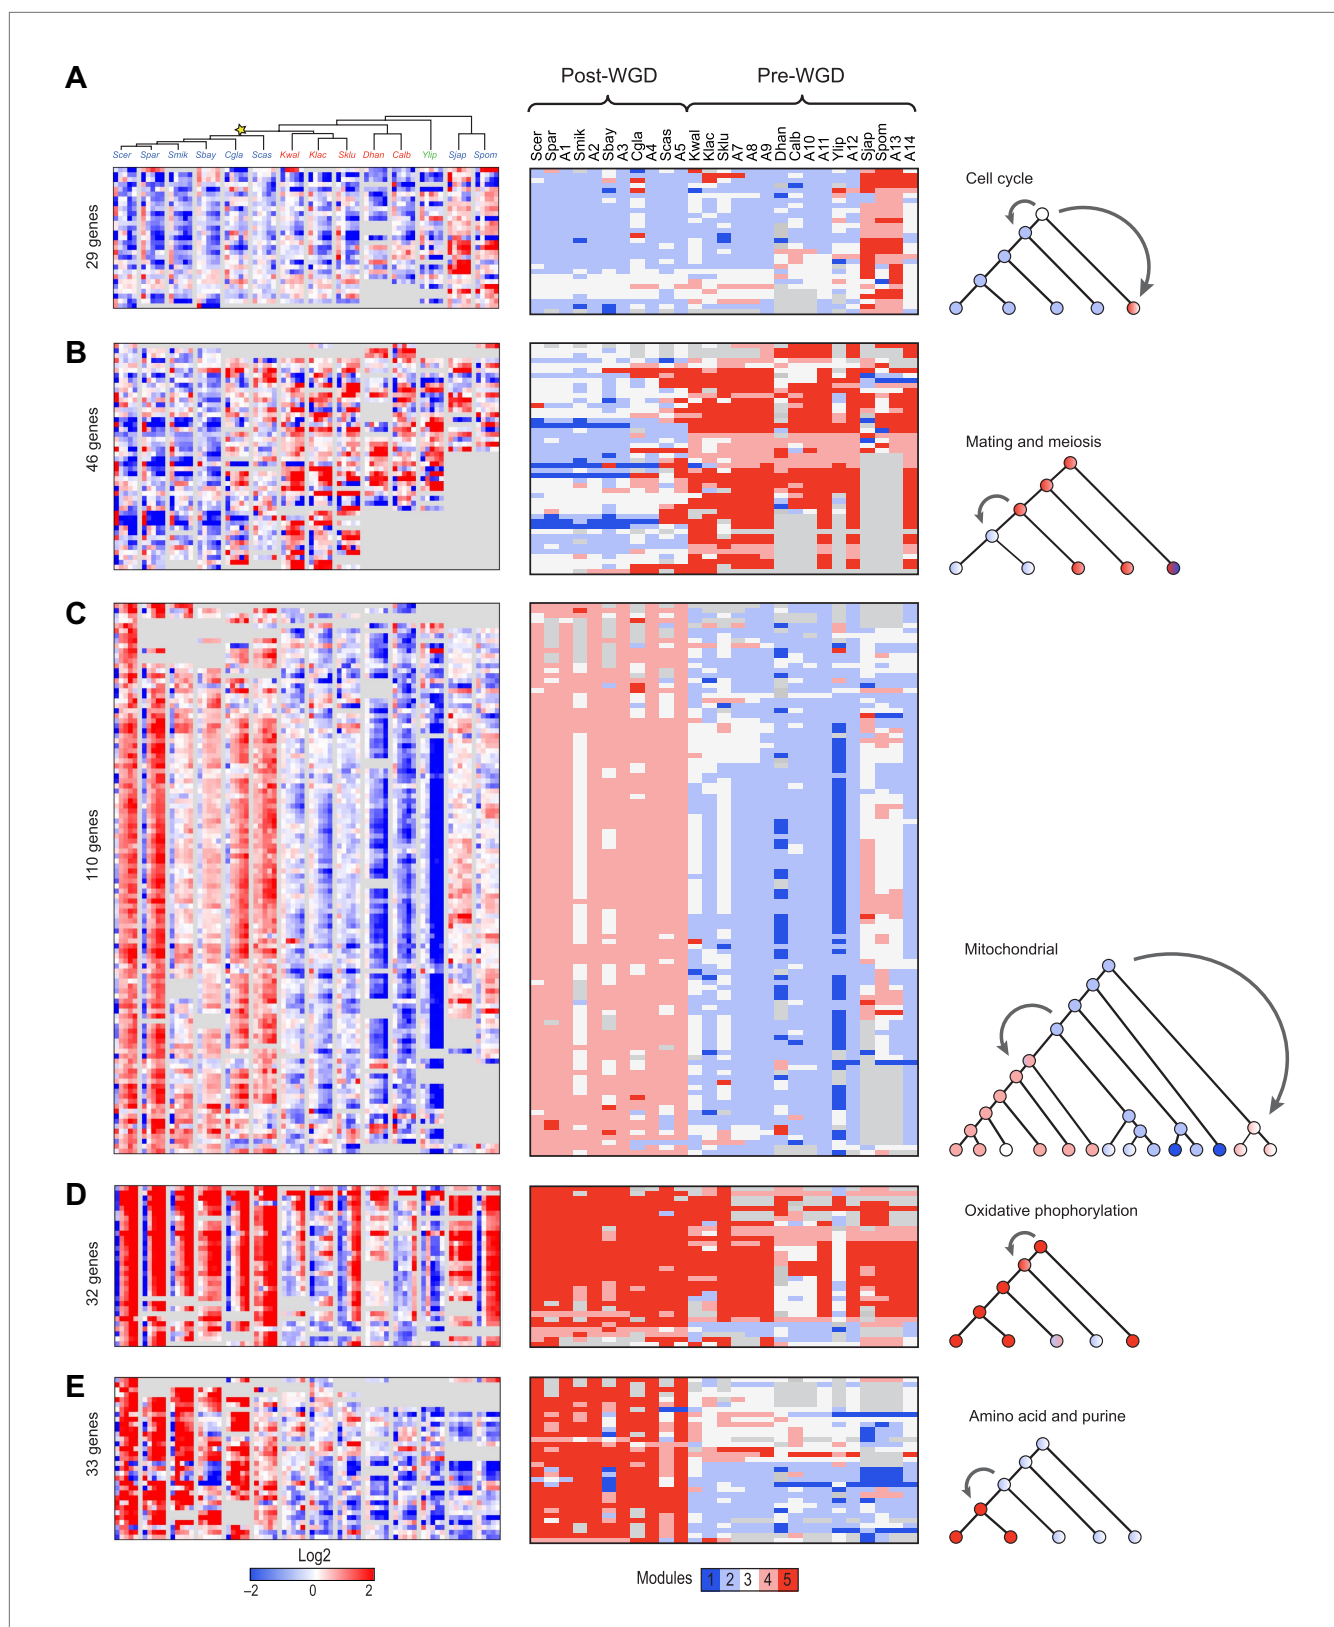 A
Post-WGD
Pre-WGD
Scer
Spar
Smik
Sbay
Cgla
Scas
Kwal
Klac
Sklu
Dhan
Calb
Ylip
Sjap
Spom
Scer
Spar
A1
Smik
A2
Sbay
A3
Cgla
A4
Scas
A5
Kwal
Klac
Sklu
A7
A8
A9
Dhan
Calb
A10
A11
Ylip
A12
Sjap
Spom
A13
A14
29 genes
Cell cycle
B
46 genes
Mating and meiosis
C
110 genes
Mitochondrial
D
32 genes
Oxidative phophorylation
E
33 genes
Amino acid and purine
Log2
–2 0 2
Modules 1 2 3 4 5